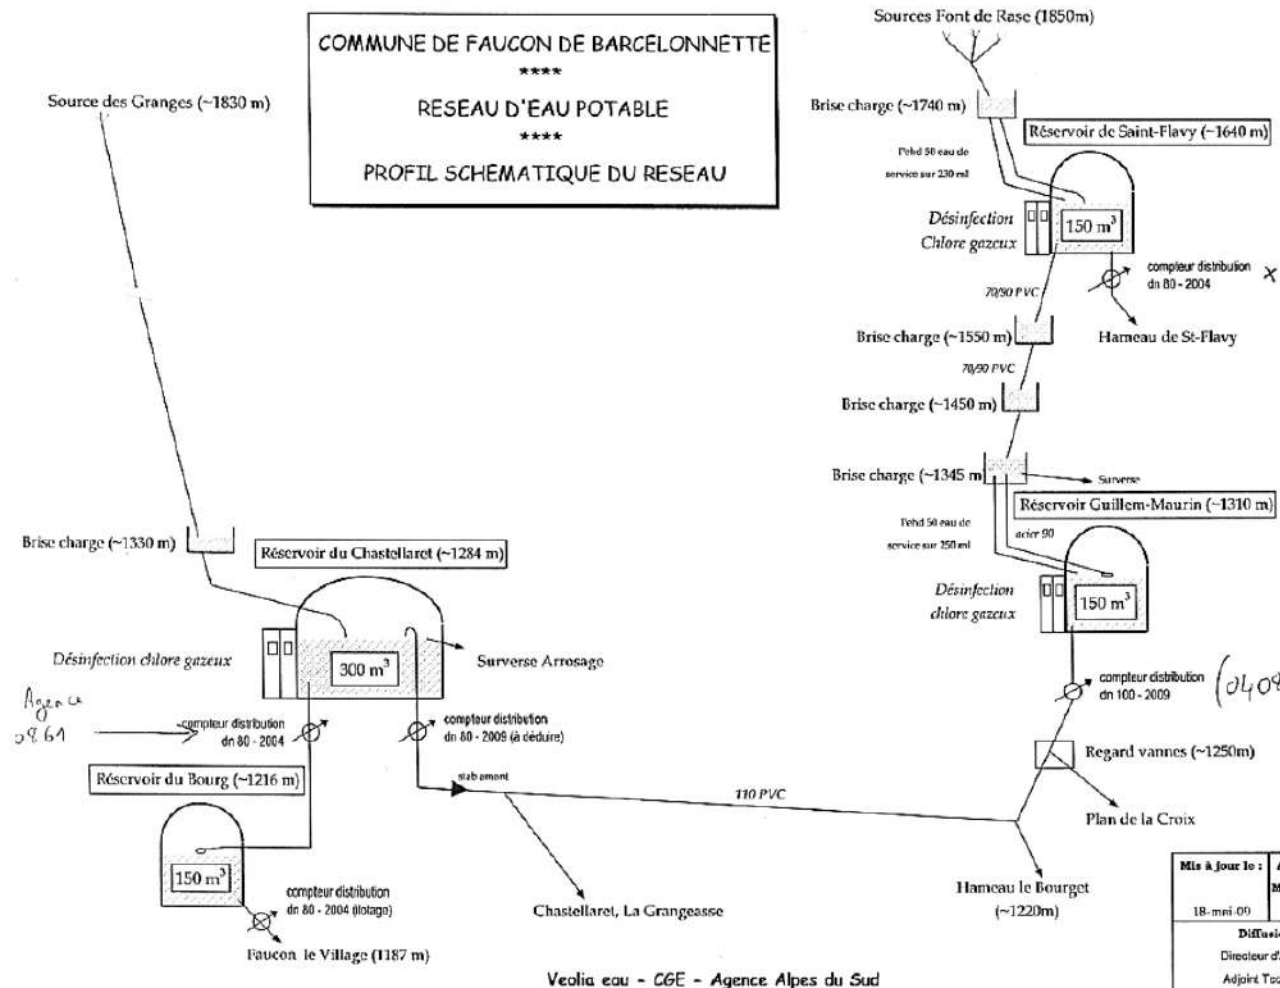 Sources Font de Rase (1850m)
COMMUNE DE FAUCON DE BARCELONNETTE
****
RESEAU D'EAU POTABLE
****
PROFIL SCHEMATIQUE DU RESEAU
Source des Granges (~1830 m)
Brise charge (~1740 m)
Réservoir de Saint-Flavy (~1640 m)
Pehd 50 eau de
service sur 230 ml
Désinfection
Chlore gazeux
150 m³
compteur distribution
dn 80 - 2004
X
70/90 PVC
Brise charge (~1550 m)
Hameau de St-Flavy
70/90 PVC
Brise charge (~1450 m)
Brise charge (~1345 m
Surverse
Réservoir Guillem-Maurin (~1310 m)
Pehd 50 eau de
service sur 250 ml
acier 90
Désinfection
chlore gazeux
150 m³
Brise charge (~1330 m)
Réservoir du Chastellaret (~1284 m)
Désinfection chlore gazeux
300 m³
Surverse Arrosage
compteur distribution
dn 100 - 2009
(0408
Agence
0861
compteur distribution
dn 80 - 2004
compteur distribution
dn 80 - 2009 (à déduire)
Regard vannes (~1250m)
Réservoir du Bourg (~1216 m)
110 PVC
Plan de la Croix
150 m³
compteur distribution
dn 80 - 2004 (îlotage)
Chastellaret, La Grangeasse
Hameau le Bourget
(~1220m)
Faucon le Village (1187 m)
Mis à jour le :
18-mai-09
Veolia eau - CGE - Agence Alpes du Sud